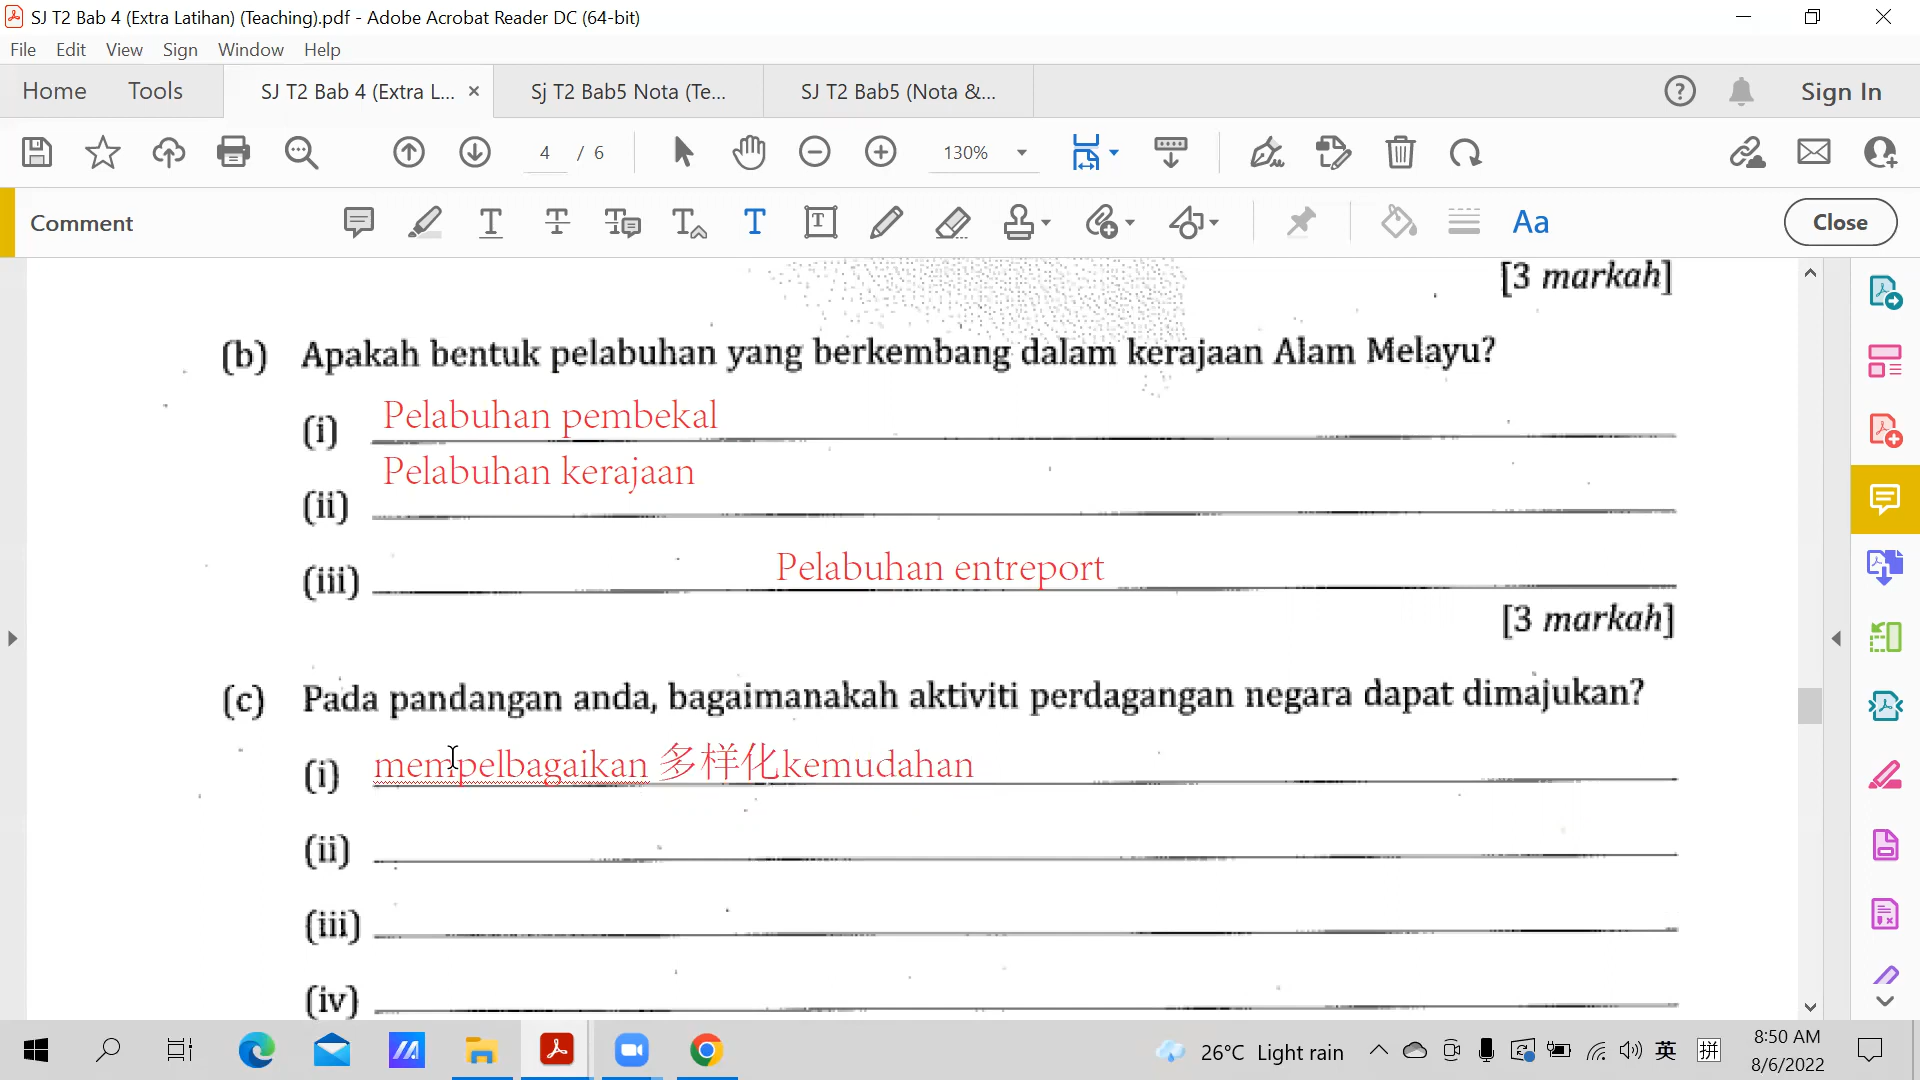 SJ T2 Bab 4 (Extra Latihan) (Teaching).pdf - Adobe Acrobat Reader DC (64-bit)
File Edit View Sign Window Help
Home Tools SJ T2 Bab 4 (Extra L... × Sj T2 Bab5 Nota (Te... SJ T2 Bab5 (Nota &... Sign In
4 / 6 130%
Comment Aa Close
[3 markah]
(b) Apakah bentuk pelabuhan yang berkembang dalam kerajaan Alam Melayu?
(i) Pelabuhan pembekal
(ii) Pelabuhan kerajaan
(iii) Pelabuhan entreport
[3 markah]
(c) Pada pandangan anda, bagaimanakah aktiviti perdagangan negara dapat dimajukan?
(i) mempelbagaikan 多样化kemudahan
(ii)
(iii)
(iv)
26°C Light rain 英 拼 8:50 AM
8/6/2022